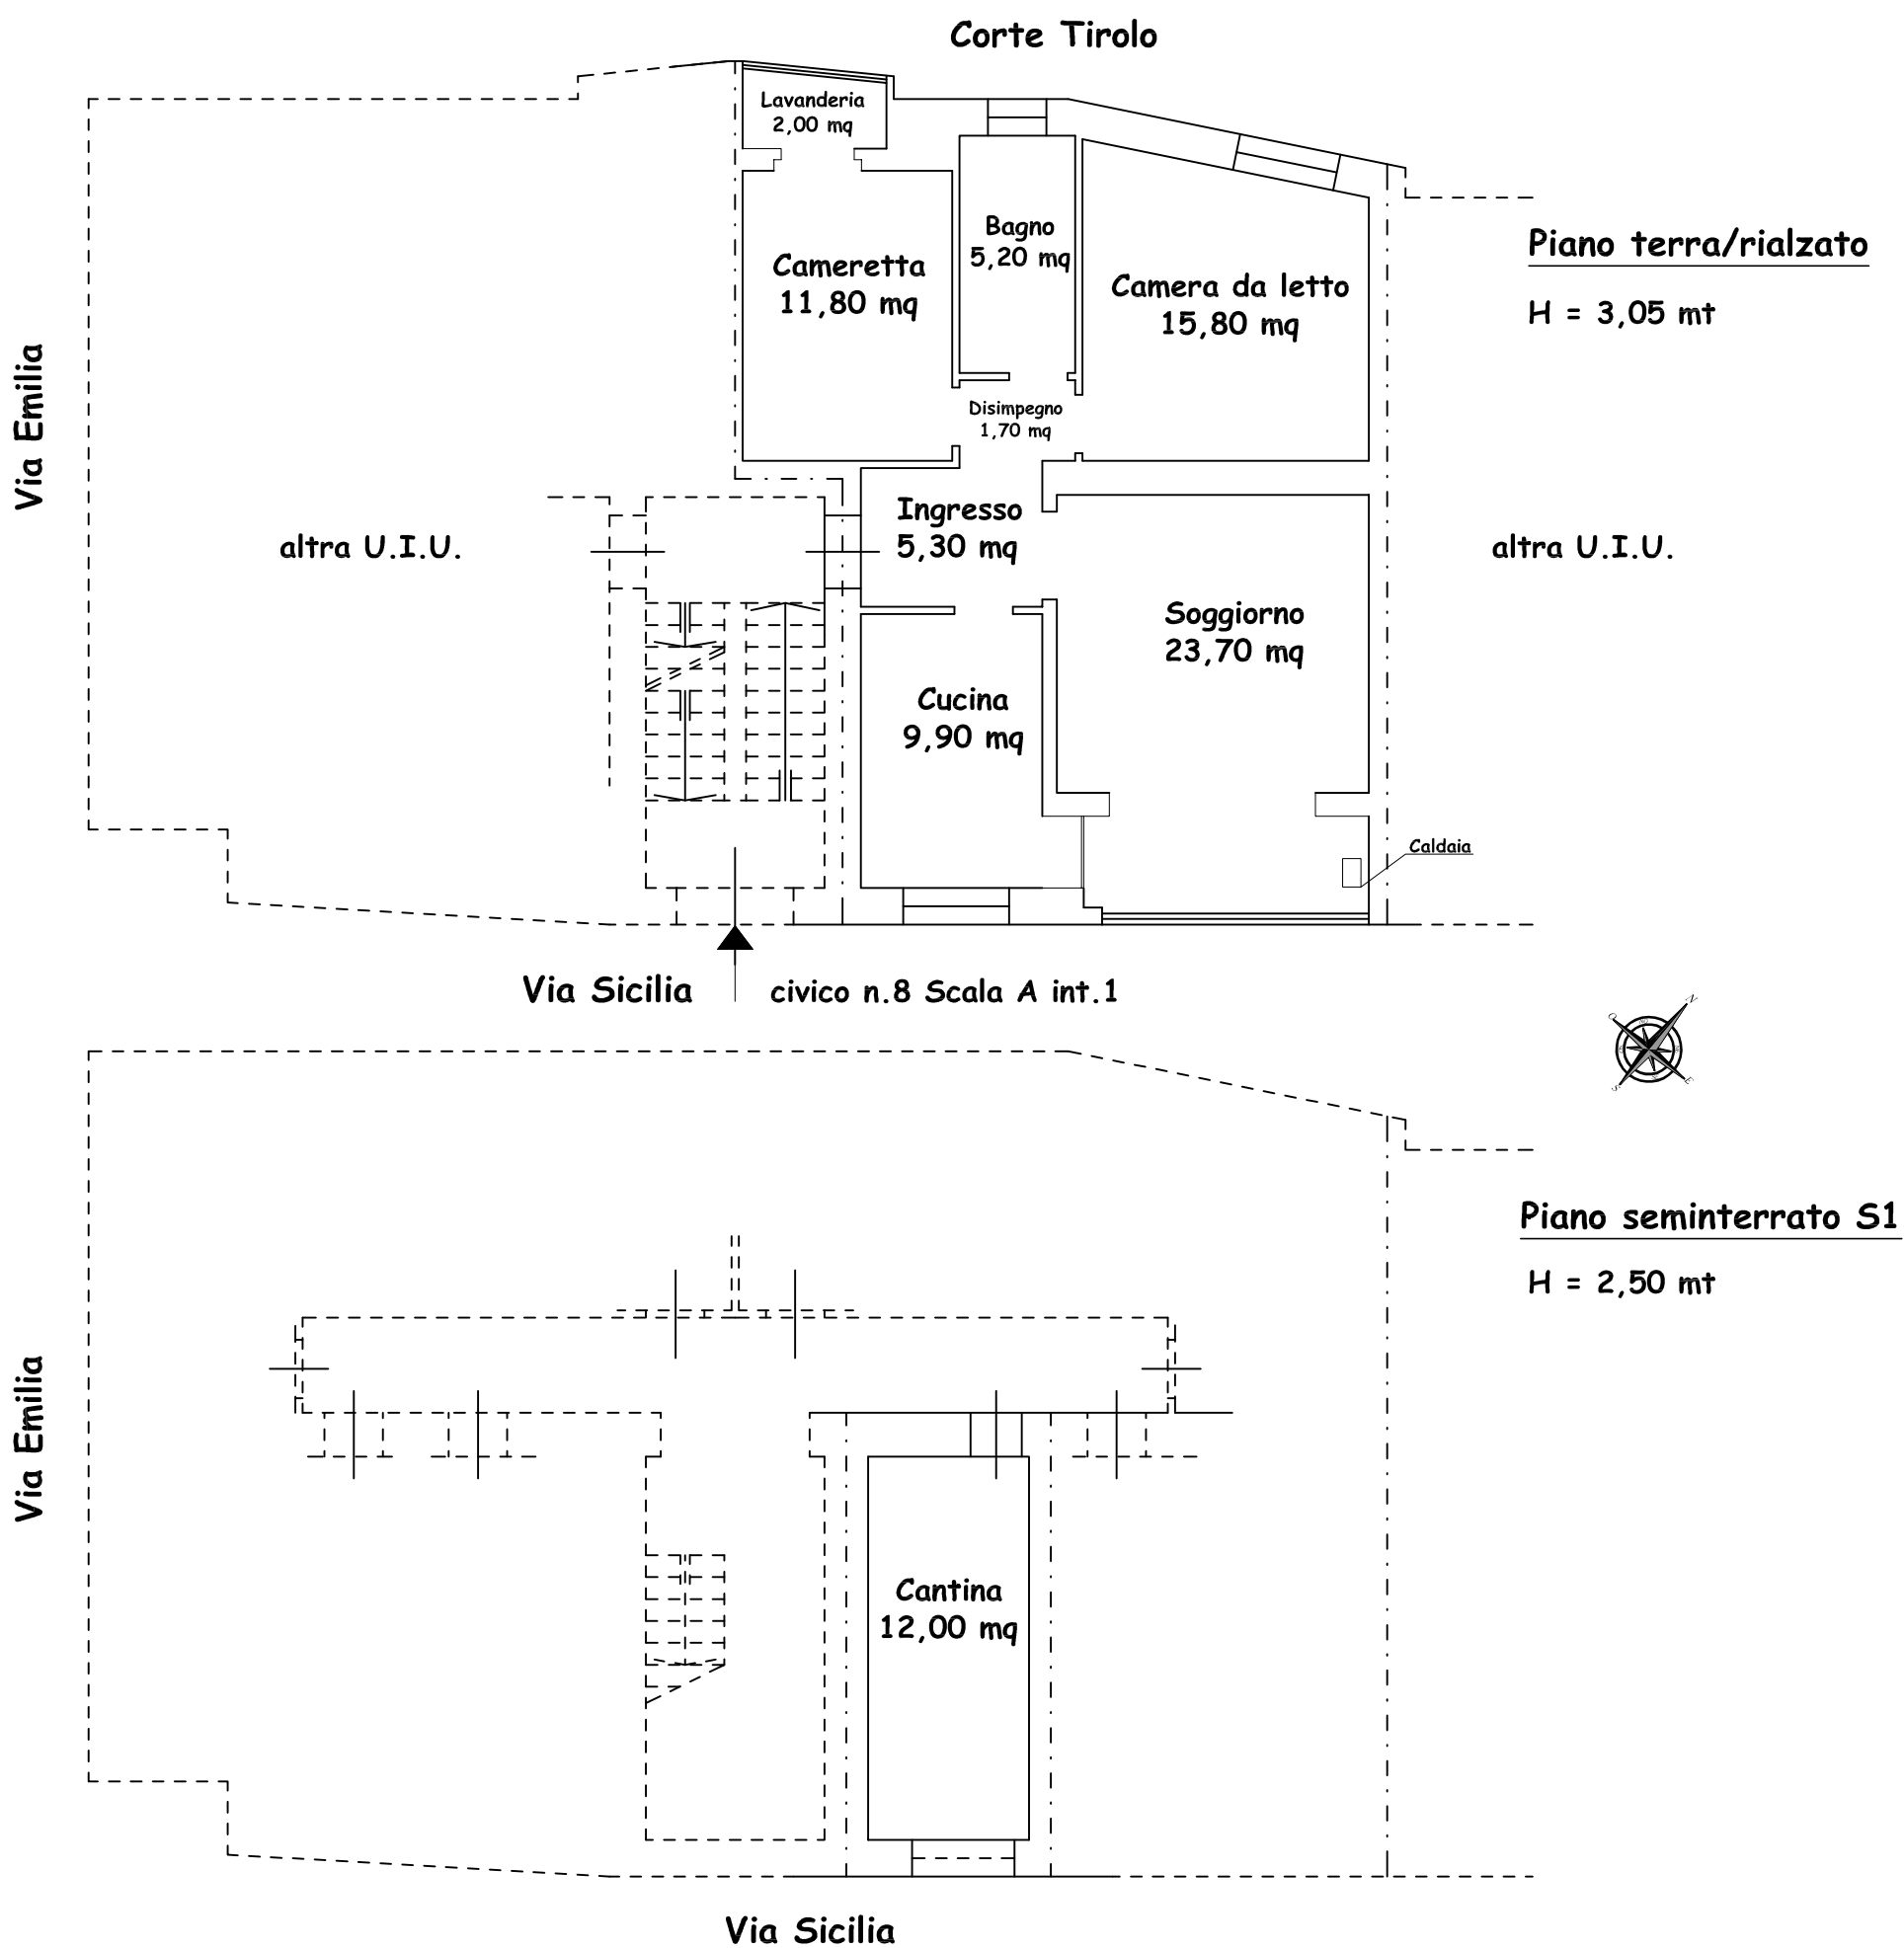 Corte Tirolo
Lavanderia
2,00 mq
Bagno
5,20 mq
Cameretta
11,80 mq
Camera da letto
15,80 mq
Piano terra/rialzato
H = 3,05 mt
Via Emilia
Disimpegno
1,70 mq
altra U.I.U.
Ingresso
5,30 mq
altra U.I.U.
Soggiorno
23,70 mq
Cucina
9,90 mq
Caldaia
Via Sicilia
civico n.8 Scala A int.1
N
O
S
E
Piano seminterrato S1
H = 2,50 mt
Via Emilia
Cantina
12,00 mq
Via Sicilia